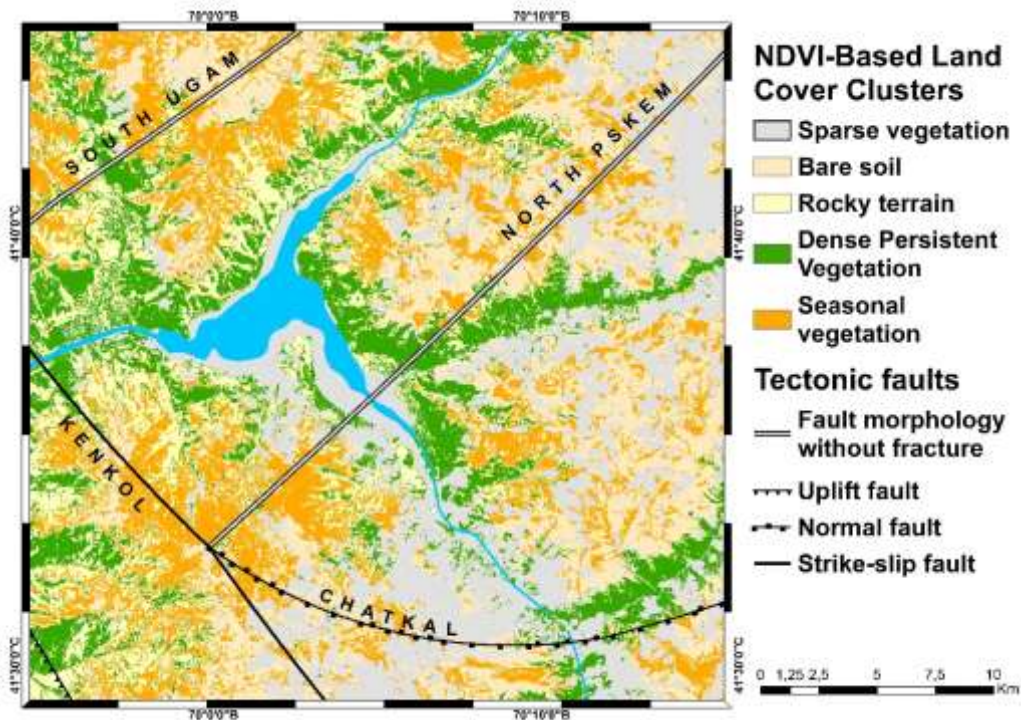 70°0'0"В
70°10'0"В
SOUTH UGAM
NORTH PSKEM
41°40'0"С
41°40'0"С
KENKOL
CHATKAL
41°30'0"С
41°30'0"С
70°0'0"В
70°10'0"В
NDVI-Based Land
Cover Clusters
Sparse vegetation
Bare soil
Rocky terrain
Dense Persistent
Vegetation
Seasonal
vegetation
Tectonic faults
Fault morphology
without fracture
Uplift fault
Normal fault
Strike-slip fault
0 1,25 2,5 5 7,5 10
Km